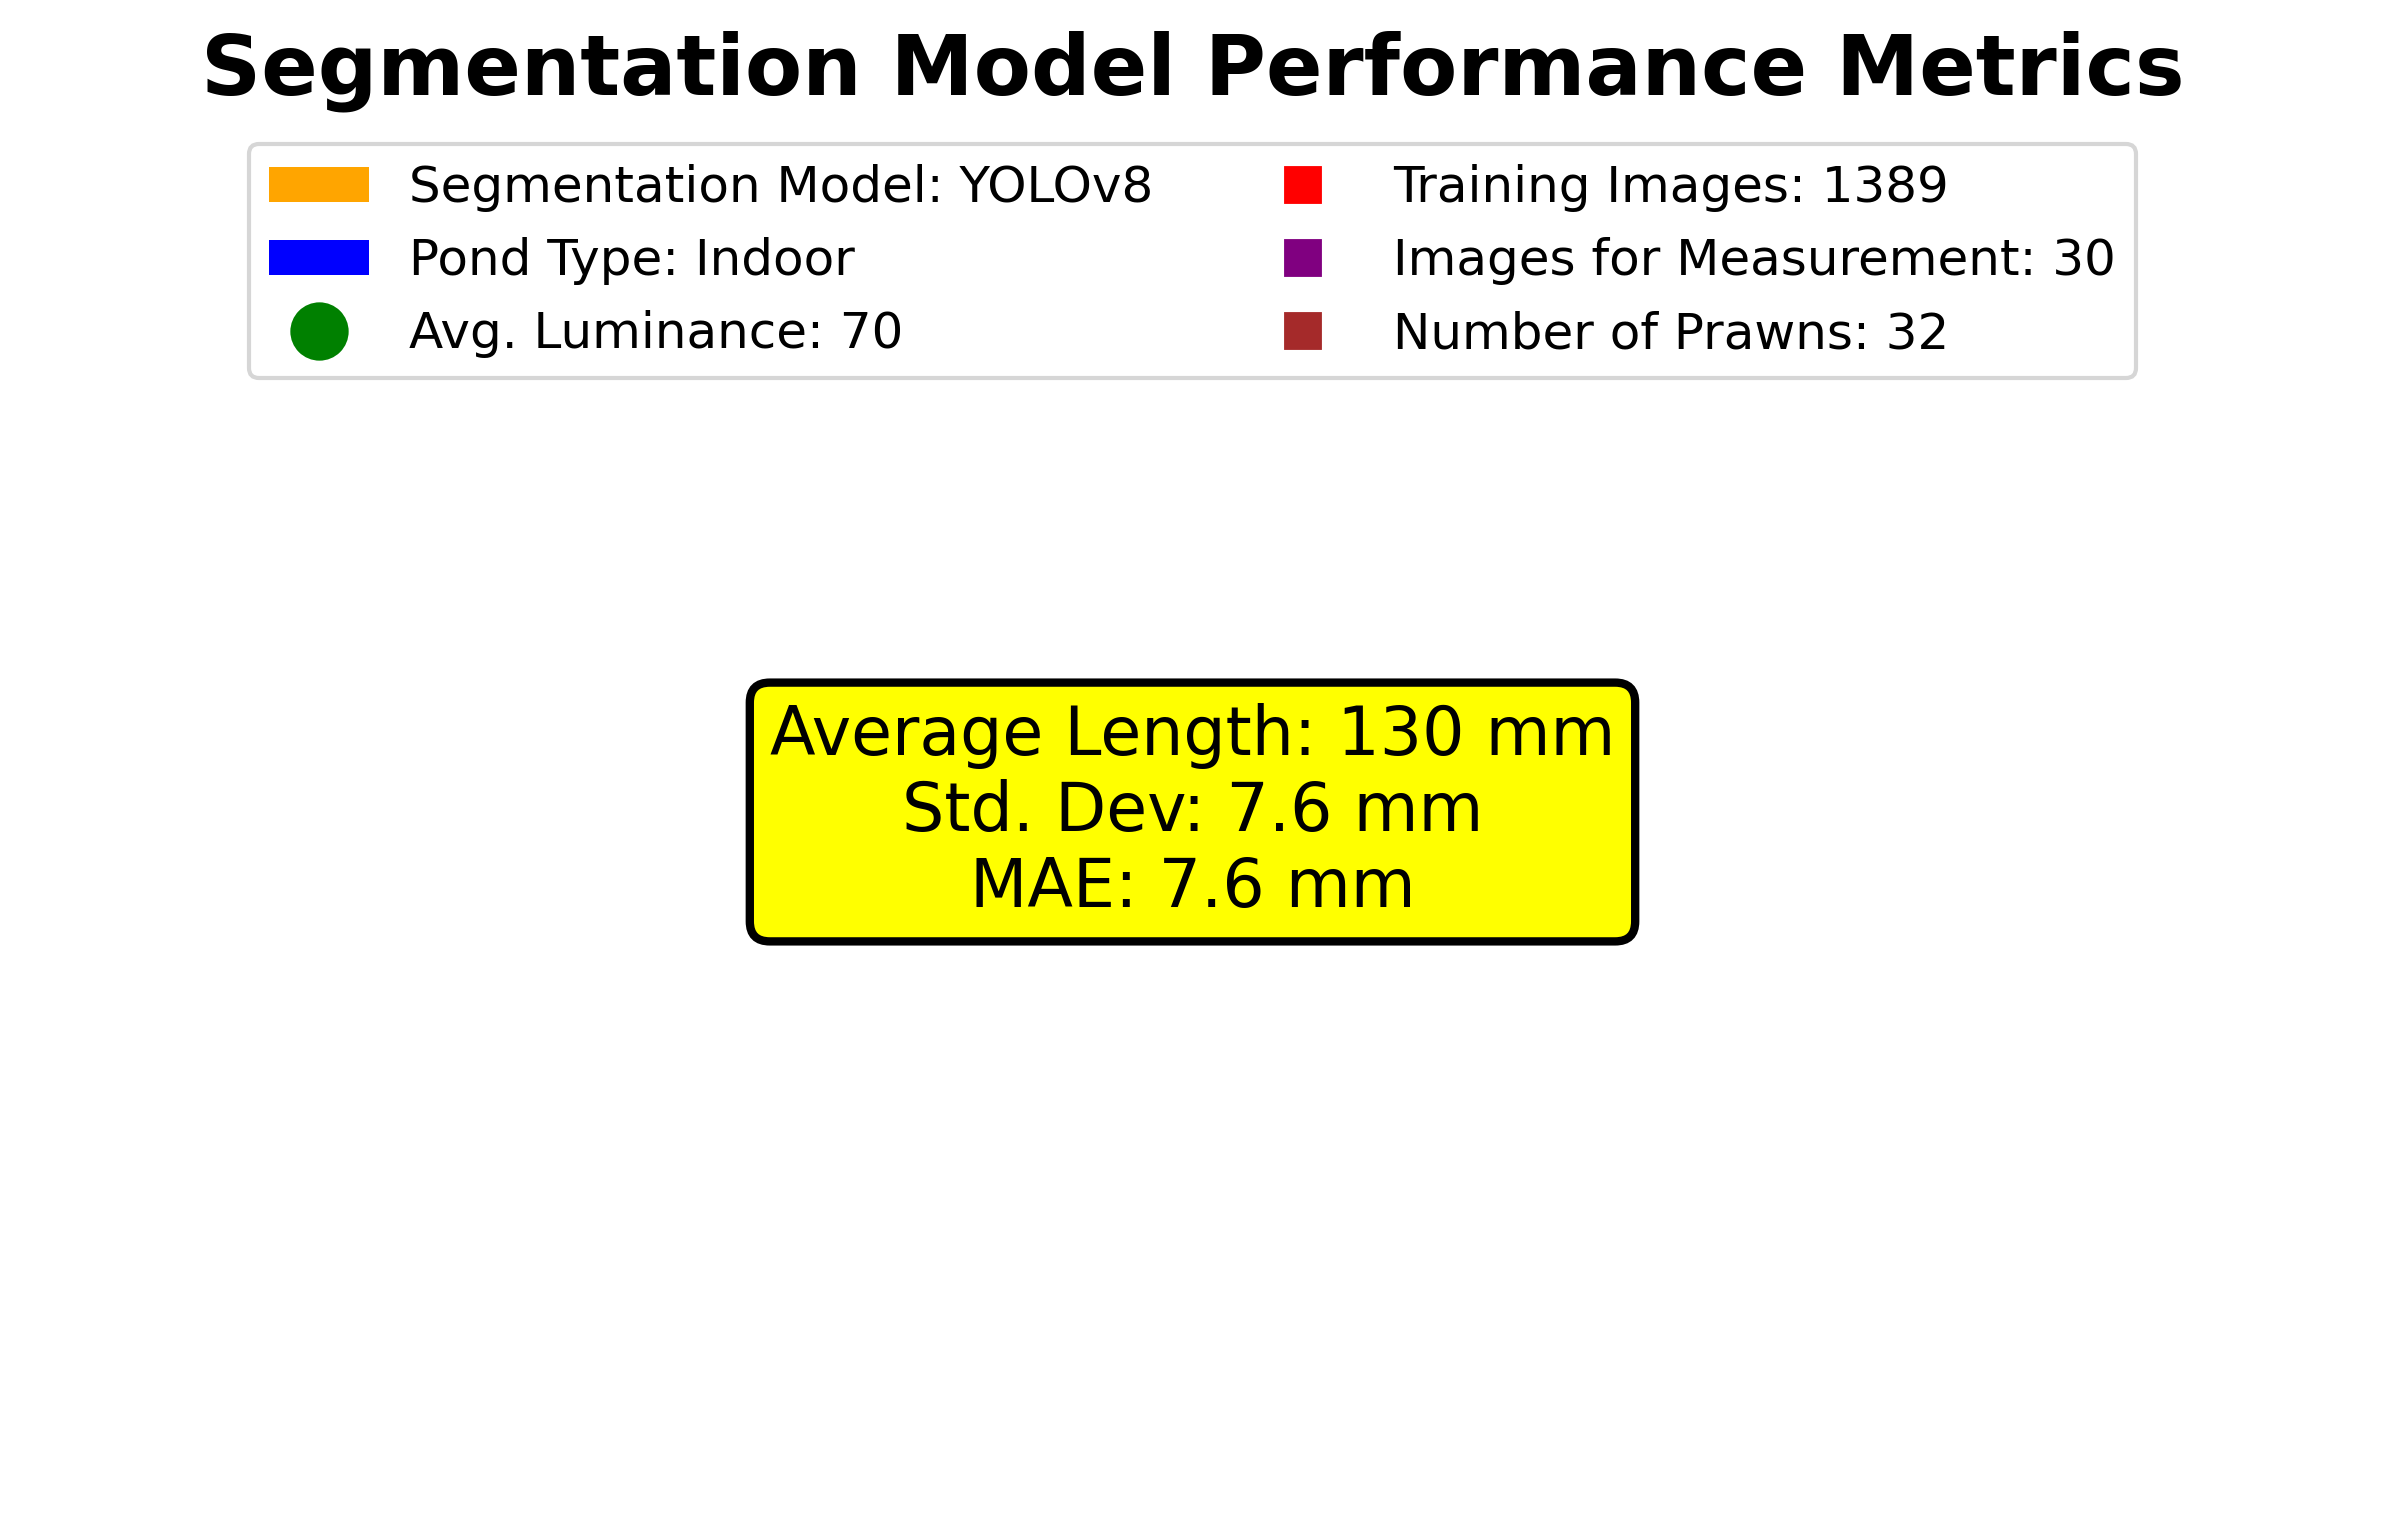 Segmentation Model Performance Metrics
Segmentation Model: YOLOv8
Pond Type: Indoor
Avg. Luminance: 70
Training Images: 1389
Images for Measurement: 30
Number of Prawns: 32
Average Length: 130 mm
Std. Dev: 7.6 mm
MAE: 7.6 mm